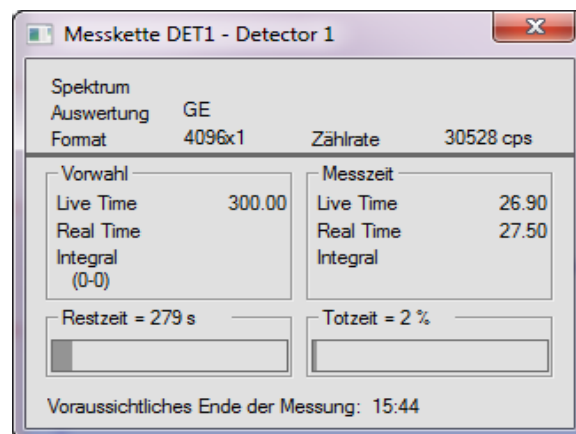 Messkette DET1 - Detector 1
Spektrum
Auswertung GE
Format 4096x1 Zählrate 30528 cps
Vorwahl
Live Time 300.00
Real Time
Integral
(0-0)
Messzeit
Live Time 26.90
Real Time 27.50
Integral
Restzeit = 279 s
Totzeit = 2 %
Voraussichtliches Ende der Messung: 15:44